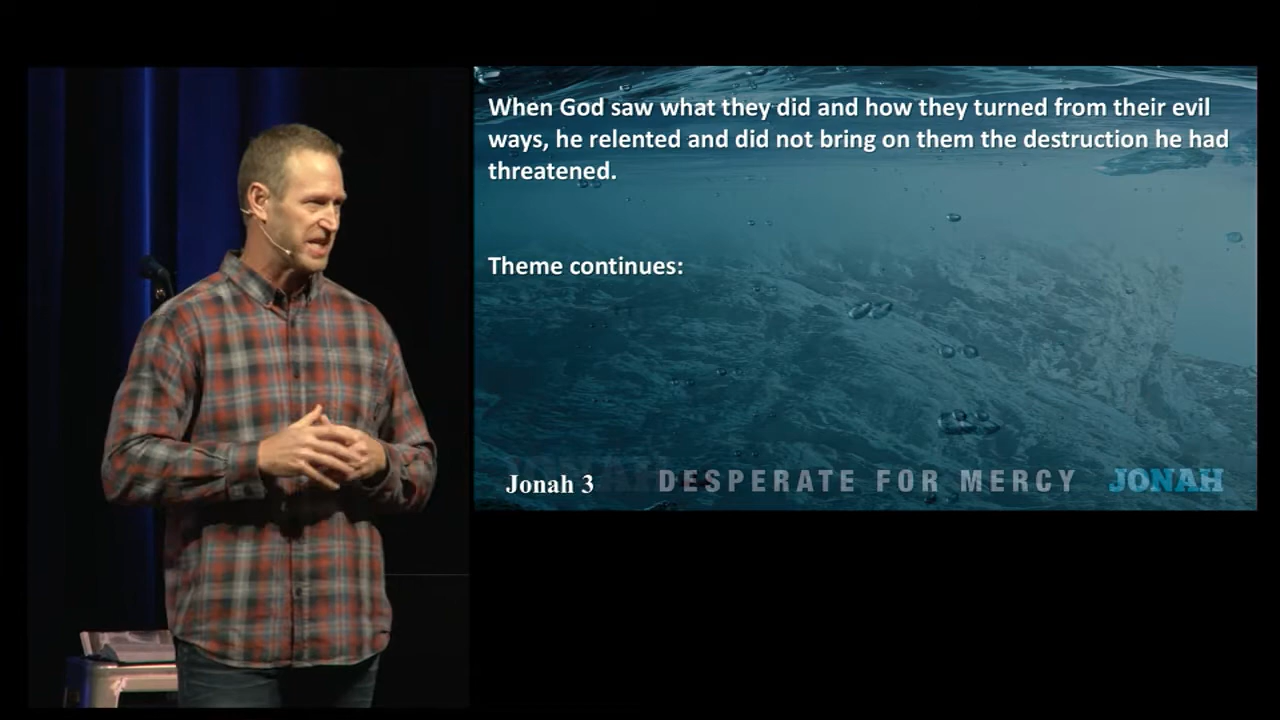 When God saw what they did and how they turned from their evil
ways, he relented and did not bring on them the destruction he had
threatened.
Theme continues:
Jonah 3 DESPERATE FOR MERCY JONAH